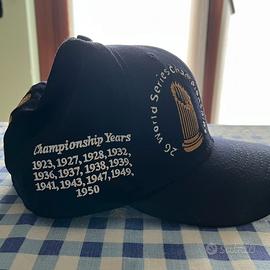 26 World Series Champions
Championship Years
1923,1927,1928,1932,
1936,1937,1938,1939,
1941,1943,1947,1949,
1950